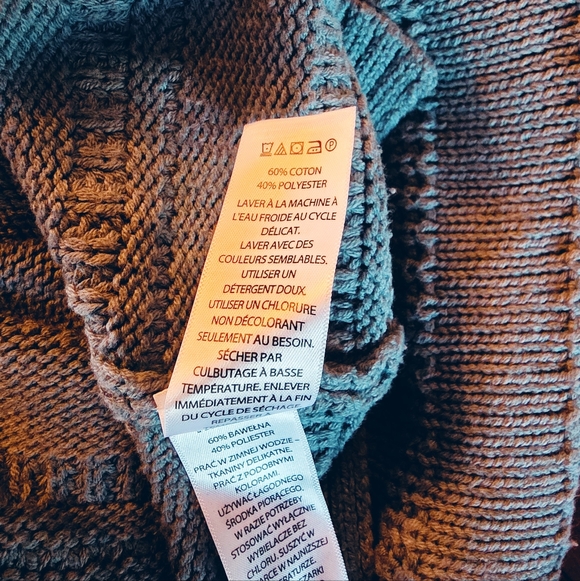 60% COTON
40% POLYESTER
LAVER À LA MACHINE À
L'EAU FROIDE AU CYCLE
DÉLICAT.
LAVER AVEC DES
COULEURS SEMBLABLES.
UTILISER UN
DÉTERGENT DOUX.
UTILISER UN CHLORURE
NON DÉCOLORANT
SEULEMENT AU BESOIN.
SÉCHER PAR
CULBUTAGE À BASSE
TEMPÉRATURE. ENLEVER
IMMÉDIATEMENT À LA FIN
DU CYCLE DE SÉCHAGE
REPASSER À
60% BAWEŁNA
40% POLIESTER
PRAĆ W ZIMNEJ WODZIE –
TKANINY DELIKATNE.
PRAĆ Z PODOBNYMI
KOLORAMI.
UŻYWAĆ ŁAGODNEGO
ŚRODKA PIORĄCEGO.
W RAZIE POTRZEBY
STOSOWAĆ WYŁĄCZNIE
WYBIELACZE BEZ
CHLORU. SUSZYĆ W
ARCE W NAJNIŻSZEJ